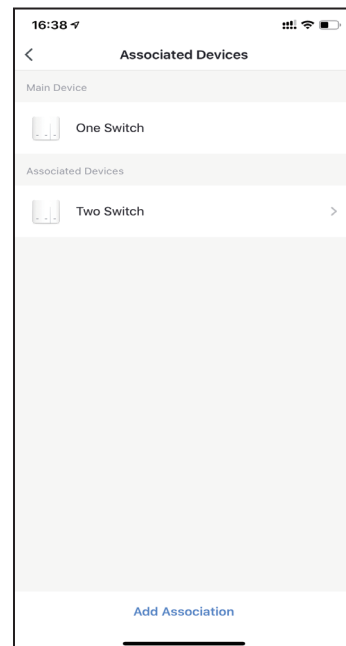 16:38
Associated Devices
Main Device
One Switch
Associated Devices
Two Switch
Add Association